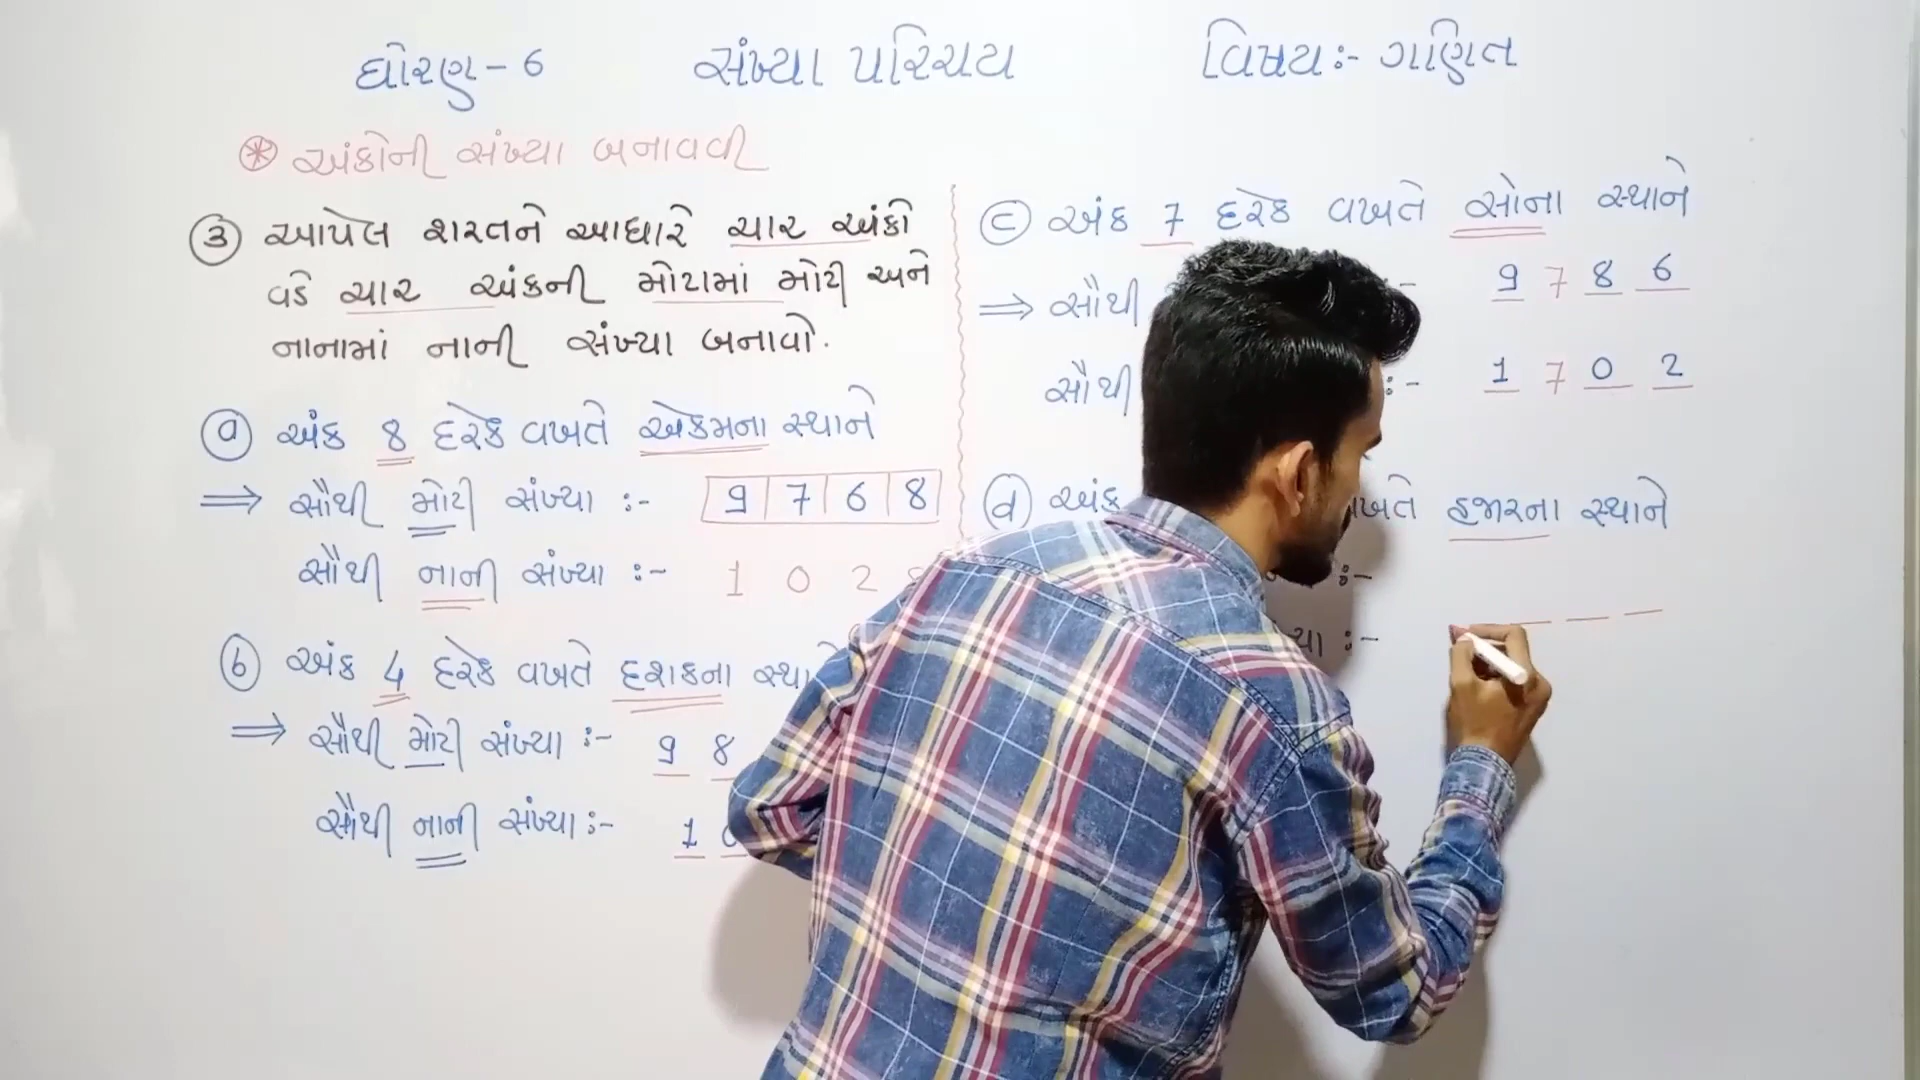 ધોરણ - 6 સંખ્યા પરિચય વિષય :- ગણિત
* અંકોની સંખ્યા બનાવવી
③ આપેલ શરતને આધારે ચાર અંકો
વડે ચાર અંકની મોટામાં મોટી અને
નાનામાં નાની સંખ્યા બનાવો.
ⓐ અંક 8 દરેક વખતે એકમના સ્થાને
⇒ સૌથી મોટી સંખ્યા :- 9 7 6 8
સૌથી નાની સંખ્યા :- 1 0 2
ⓑ અંક 4 દરેક વખતે દશકના
⇒ સૌથી મોટી સંખ્યા :- 9 8
સૌથી નાની સંખ્યા :- 1
ⓒ અંક 7 દરેક વખતે સોના સ્થાને
⇒ સૌથી :- 9 7 8 6
સૌથી :- 1 7 0 2
ⓓ અંક હજારના સ્થાને
:-
:-